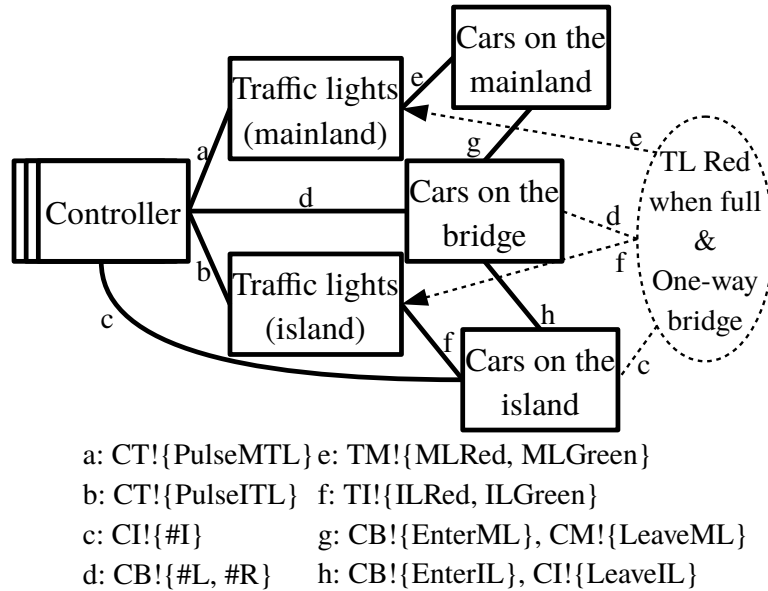 Cars on the
mainland
Traffic lights
(mainland)
e
e
a
g
TL Red
when full
&
One-way
bridge
Controller
d
Cars on the
bridge
d
f
b
Traffic lights
(island)
c
h
f
Cars on the
island
c
a: CT!{PulseMTL} e: TM!{MLRed, MLGreen}
b: CT!{PulseITL} f: TI!{ILRed, ILGreen}
c: CI!{#I} g: CB!{EnterML}, CM!{LeaveML}
d: CB!{#L, #R} h: CB!{EnterIL}, CI!{LeaveIL}